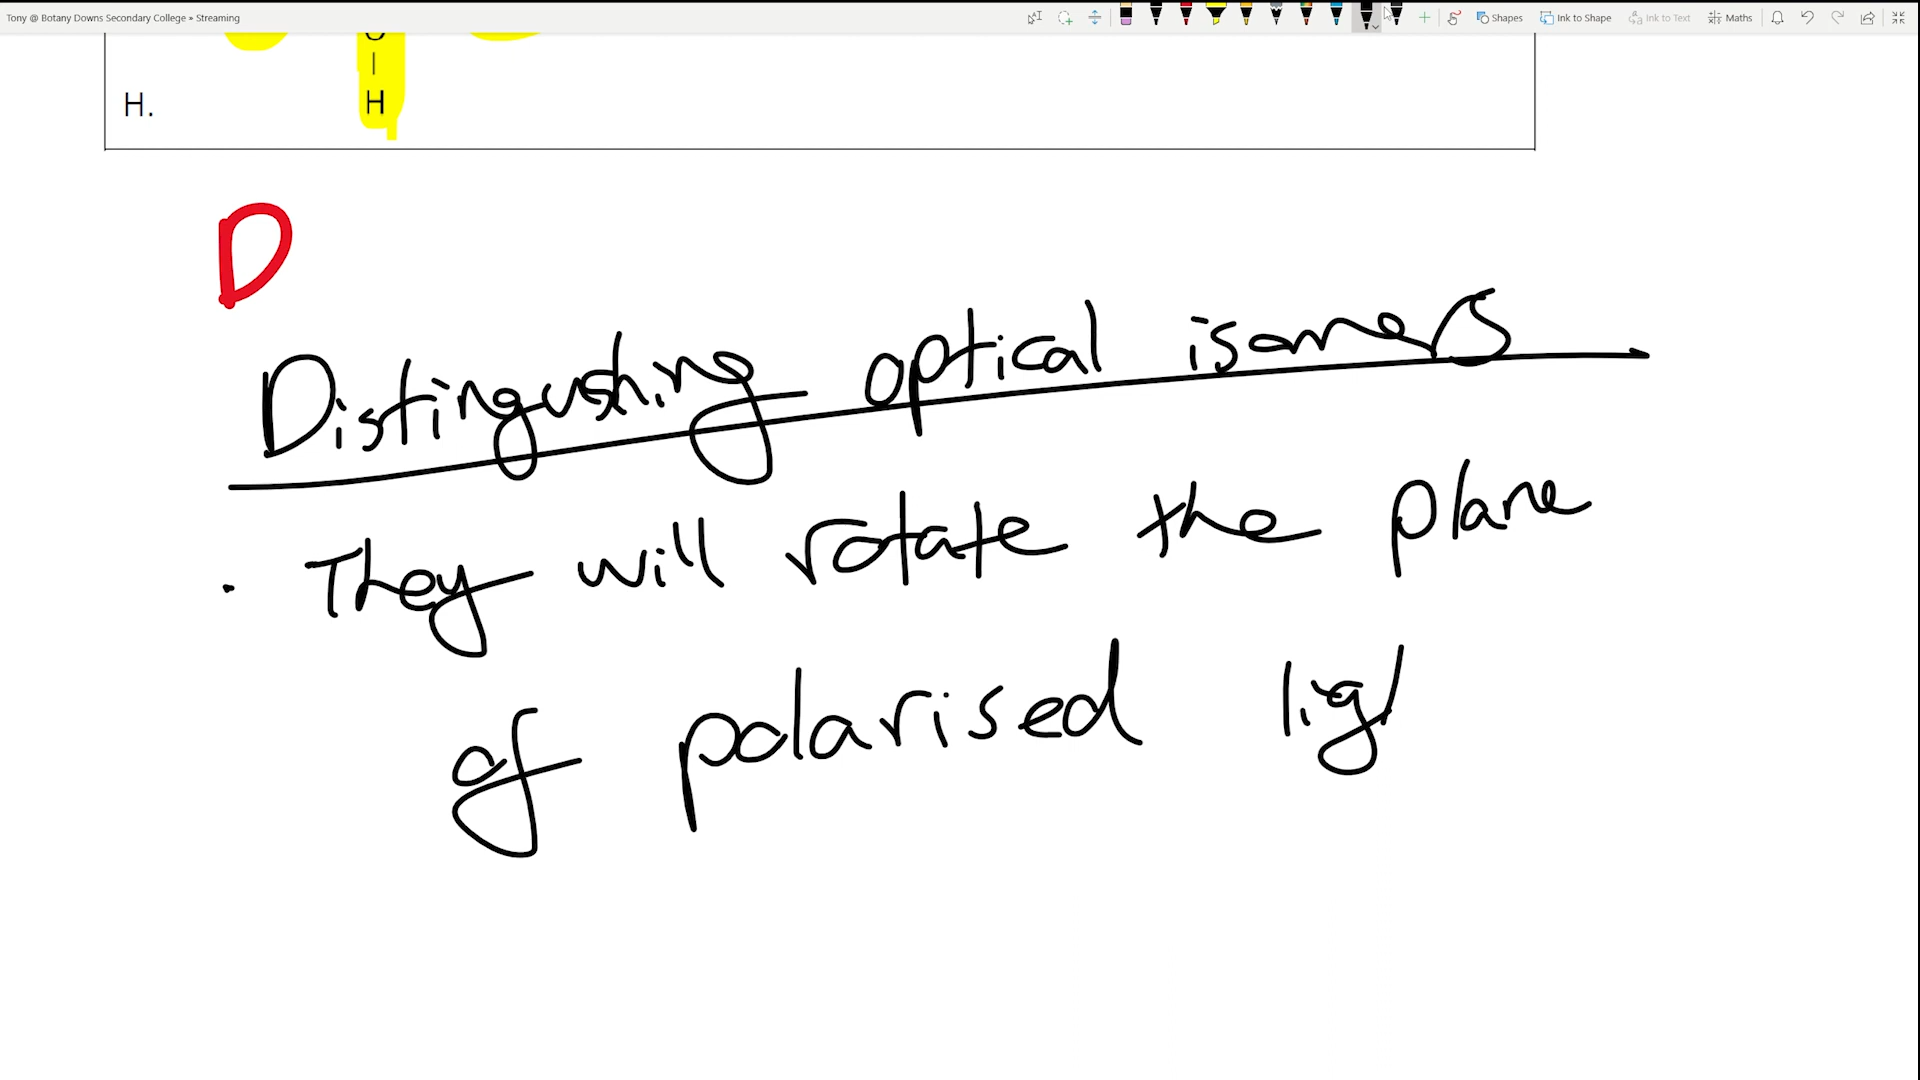 Tony @ Botany Downs Secondary College » Streaming
Shapes Ink to Shape Ink to Text Maths
O
|
H
H.
D
Distingushing optical isomers
• They will rotate the plane
of polarised ligh